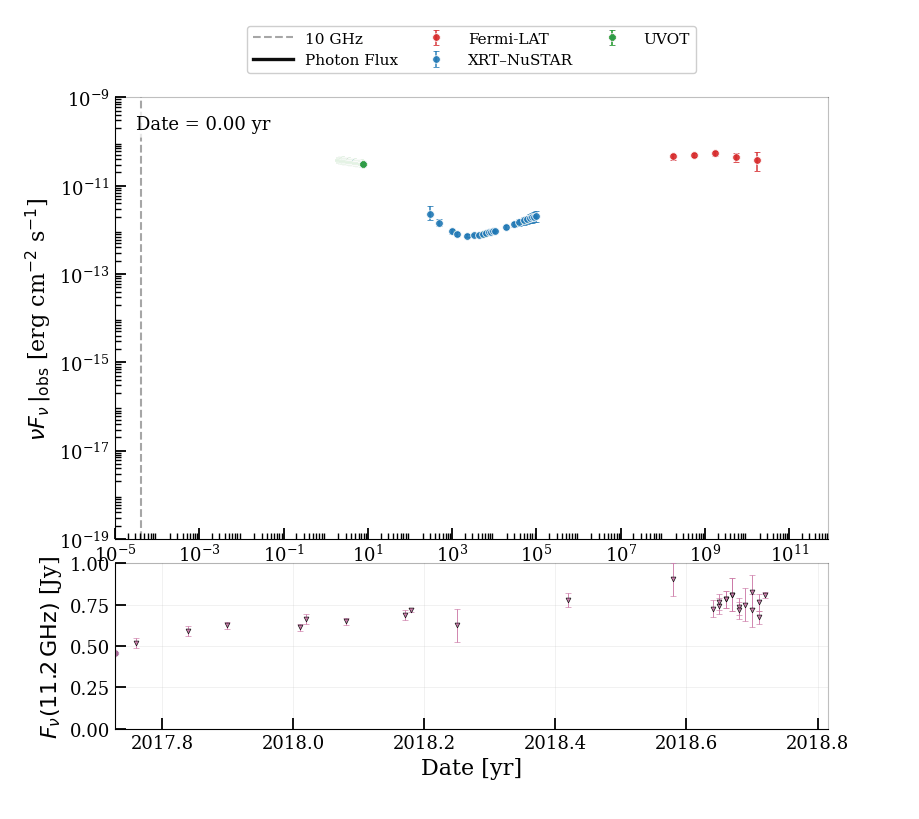 10 GHz
Photon Flux
Fermi-LAT
XRT–NuSTAR
UVOT
Date = 0.00 yr
νFν |obs [erg cm⁻² s⁻¹]
10⁻⁹
10⁻¹¹
10⁻¹³
10⁻¹⁵
10⁻¹⁷
10⁻¹⁹
10⁻⁵ 10⁻³ 10⁻¹ 10¹ 10³ 10⁵ 10⁷ 10⁹ 10¹¹
Fν(11.2 GHz) [Jy]
1.00
0.75
0.50
0.25
0.00
2017.8 2018.0 2018.2 2018.4 2018.6 2018.8
Date [yr]